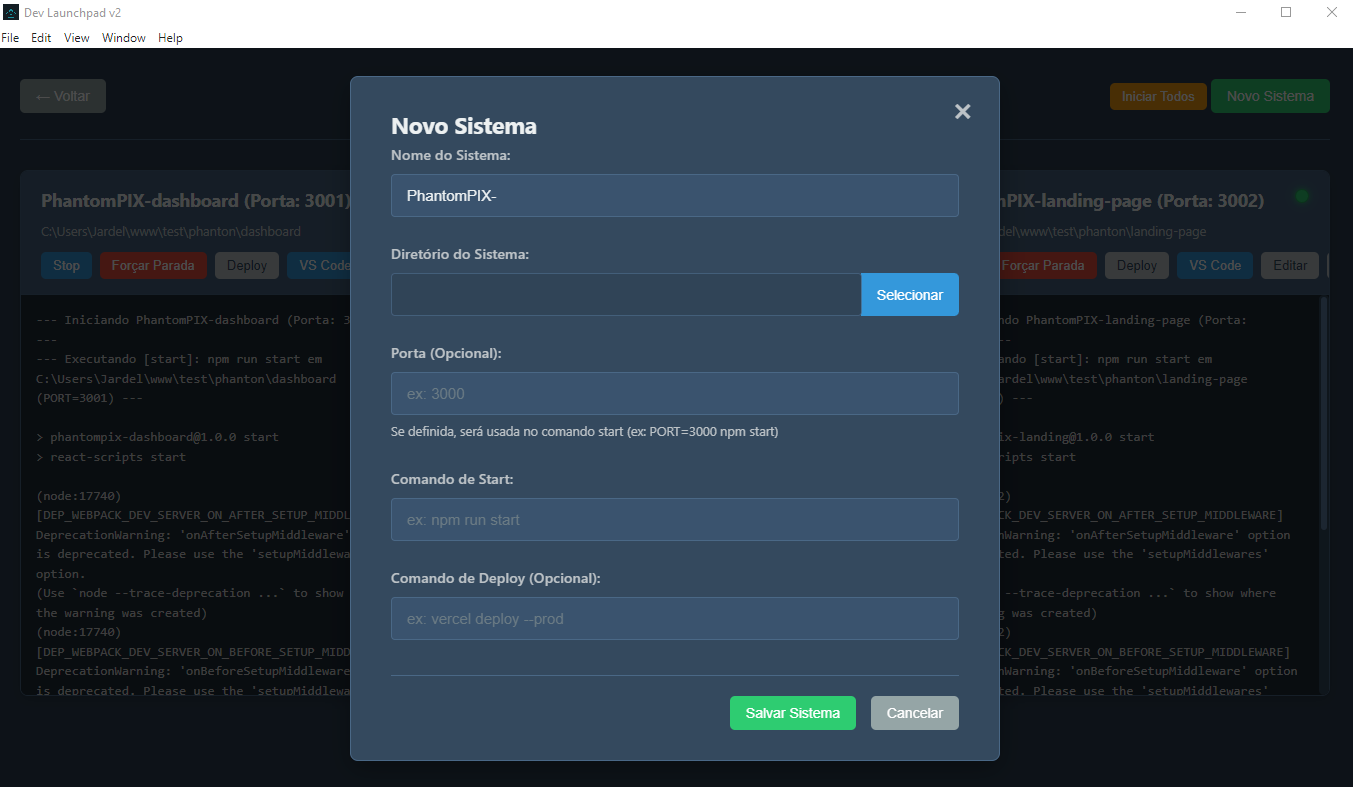 Dev Launchpad v2
File Edit View Window Help
← Voltar
Iniciar Todos
Novo Sistema
Novo Sistema
×
Nome do Sistema:
PhantomPIX-
Diretório do Sistema:
Selecionar
Porta (Opcional):
ex: 3000
Se definida, será usada no comando start (ex: PORT=3000 npm start)
Comando de Start:
ex: npm run start
Comando de Deploy (Opcional):
ex: vercel deploy --prod
Salvar Sistema
Cancelar
PhantomPIX-dashboard (Porta: 3001)
C:\Users\Jardel\www\test\phanton\dashboard
Stop
Forçar Parada
Deploy
VS Code
--- Iniciando PhantomPIX-dashboard (Porta: 3
---
--- Executando [start]: npm run start em
C:\Users\Jardel\www\test\phanton\dashboard
(PORT=3001) ---
> phantompix-dashboard@1.0.0 start
> react-scripts start
(node:17740)
[DEP_WEBPACK_DEV_SERVER_ON_AFTER_SETUP_MIDDL
DeprecationWarning: 'onAfterSetupMiddleware'
is deprecated. Please use the 'setupMiddlewa
option.
(Use `node --trace-deprecation ...` to show
the warning was created)
(node:17740)
[DEP_WEBPACK_DEV_SERVER_ON_BEFORE_SETUP_MIDD
DeprecationWarning: 'onBeforeSetupMiddleware
is deprecated. Please use the 'setupMiddlewa
mPIX-landing-page (Porta: 3002)
del\www\test\phanton\landing-page
Forçar Parada
Deploy
VS Code
Editar
ndo PhantomPIX-landing-page (Porta:
--
ando [start]: npm run start em
ardel\www\test\phanton\landing-page
) ---
ix-landing@1.0.0 start
ripts start
2)
CK_DEV_SERVER_ON_AFTER_SETUP_MIDDLEWARE]
nWarning: 'onAfterSetupMiddleware' option
ted. Please use the 'setupMiddlewares'
--trace-deprecation ...` to show where
g was created)
2)
CK_DEV_SERVER_ON_BEFORE_SETUP_MIDDLEWARE]
nWarning: 'onBeforeSetupMiddleware' option
ted. Please use the 'setupMiddlewares'